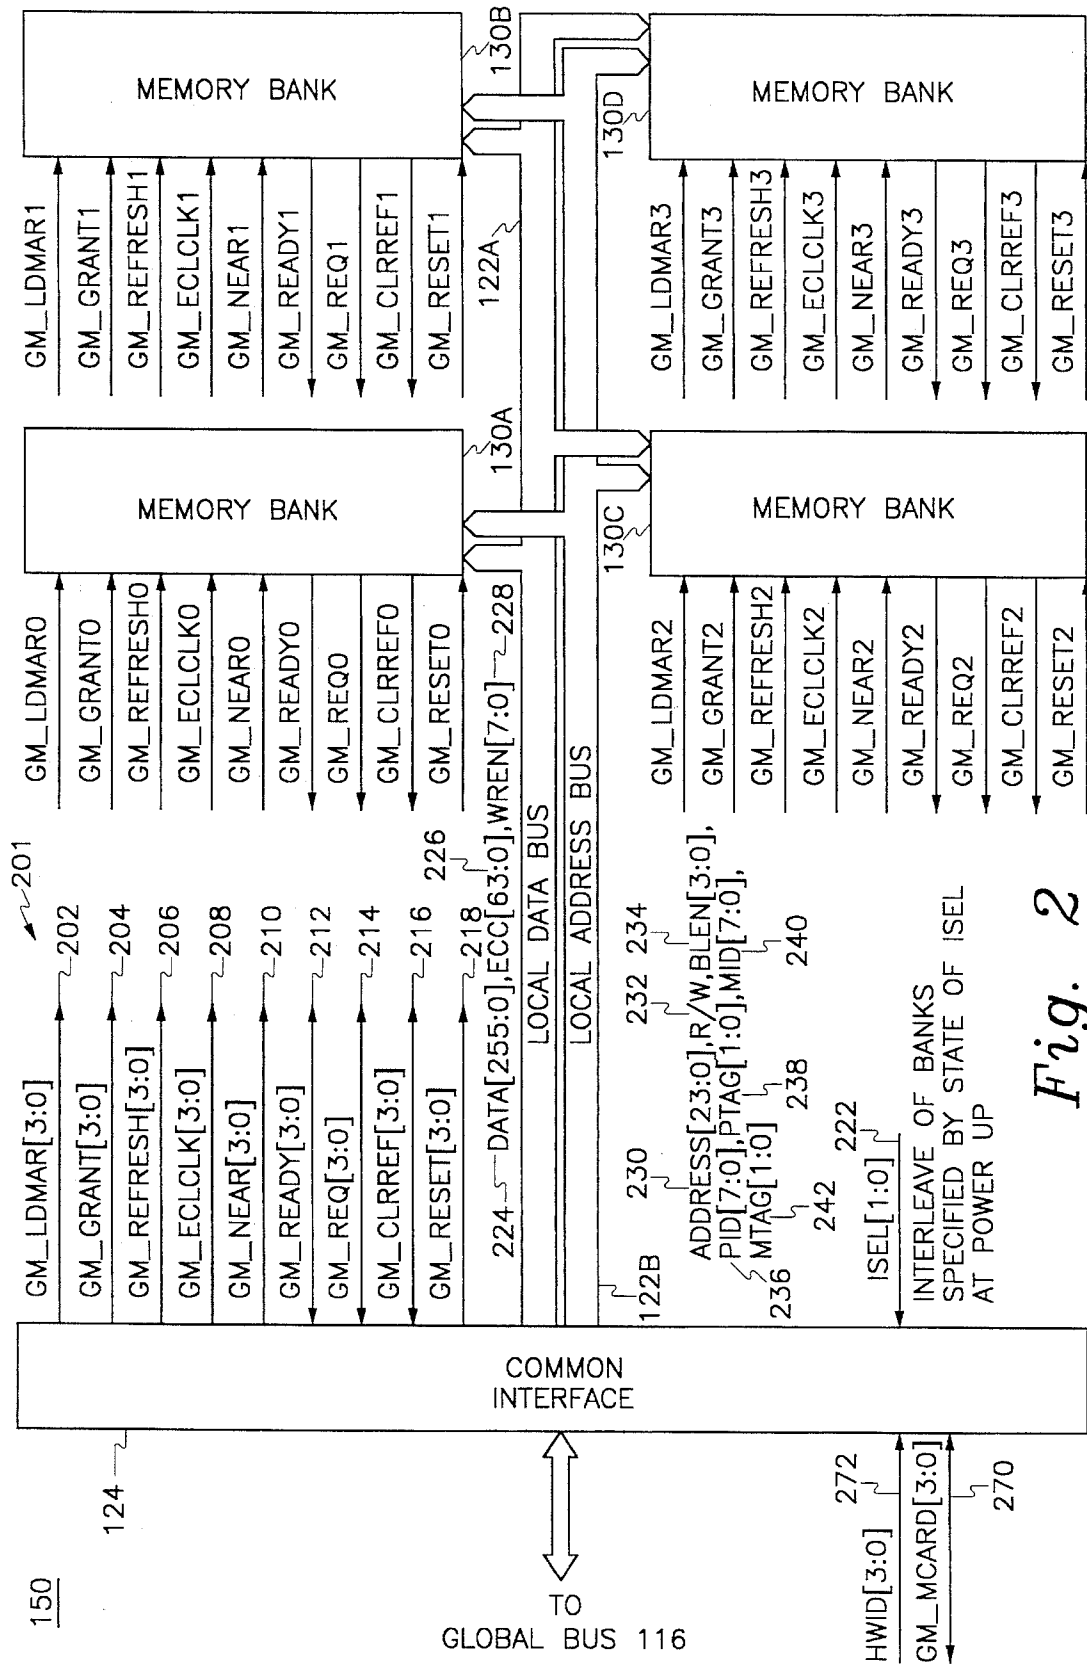 150
124
COMMON
INTERFACE
TO
GLOBAL BUS 116
HWID[3:0]
272
GM_MCARD[3:0]
270
201
GM_LDMAR[3:0]
202
GM_GRANT[3:0]
204
GM_REFRESH[3:0]
206
GM_ECLCLK[3:0]
208
GM_NEAR[3:0]
210
GM_READY[3:0]
212
GM_REQ[3:0]
214
GM_CLRREF[3:0]
216
GM_RESET[3:0]
218
226
224 DATA[255:0],ECC[63:0],WREN[7:0] 228
LOCAL DATA BUS
LOCAL ADDRESS BUS
122B
230
232
234
ADDRESS[23:0],R/W,BLEN[3:0],
PID[7:0],PTAG[1:0],MID[7:0],
MTAG[1:0]
236
238
240
242
ISEL[1:0]
222
INTERLEAVE OF BANKS
SPECIFIED BY STATE OF ISEL
AT POWER UP
GM_LDMAR0
GM_GRANT0
GM_REFRESH0
GM_ECLCLK0
GM_NEAR0
GM_READY0
GM_REQ0
GM_CLRREF0
GM_RESET0
MEMORY BANK
130A
GM_LDMAR1
GM_GRANT1
GM_REFRESH1
GM_ECLCLK1
GM_NEAR1
GM_READY1
GM_REQ1
GM_CLRREF1
GM_RESET1
122A
MEMORY BANK
130B
GM_LDMAR2
GM_GRANT2
GM_REFRESH2
GM_ECLCLK2
GM_NEAR2
GM_READY2
GM_REQ2
GM_CLRREF2
GM_RESET2
130C
MEMORY BANK
GM_LDMAR3
GM_GRANT3
GM_REFRESH3
GM_ECLCLK3
GM_NEAR3
GM_READY3
GM_REQ3
GM_CLRREF3
GM_RESET3
130D
MEMORY BANK
Fig. 2